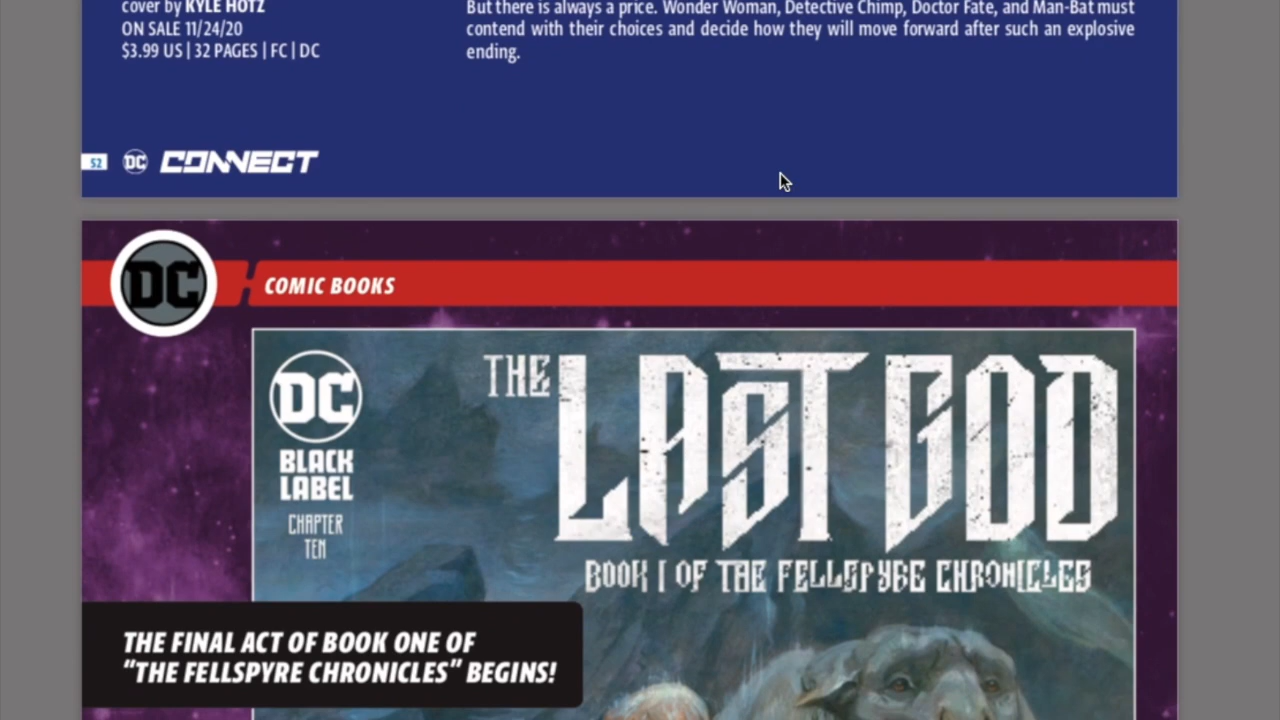 cover by KYLE HOTZ
ON SALE 11/24/20
$3.99 US | 32 PAGES | FC | DC
But there is always a price. Wonder Woman, Detective Chimp, Doctor Fate, and Man-Bat must
contend with their choices and decide how they will move forward after such an explosive
ending.
52 DC CONNECT
DC COMIC BOOKS
DC
BLACK
LABEL
CHAPTER
TEN
THE LAST GOD
BOOK I OF THE FELLSPYRE CHRONICLES
THE FINAL ACT OF BOOK ONE OF
"THE FELLSPYRE CHRONICLES" BEGINS!